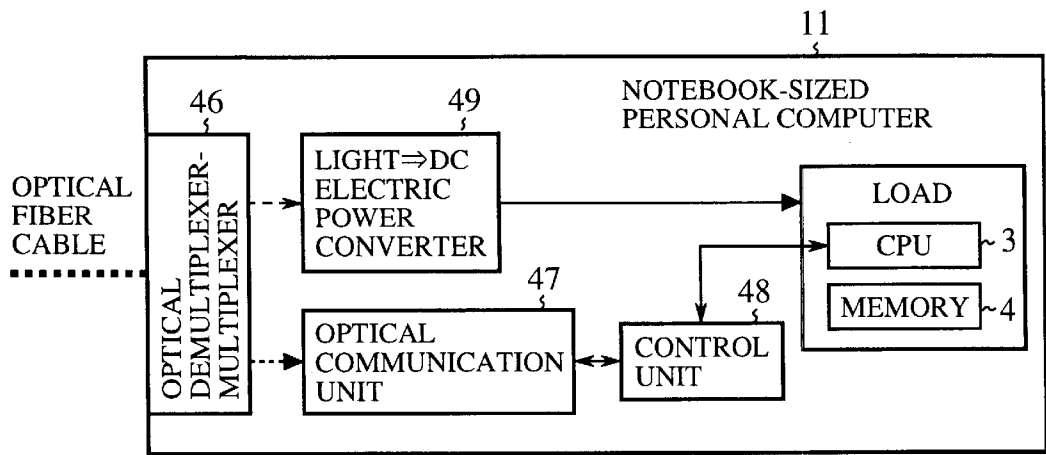 11
NOTEBOOK-SIZED
PERSONAL COMPUTER
46
49
OPTICAL
FIBER
CABLE
OPTICAL
DEMULTIPLEXER-
MULTIPLEXER
LIGHT⇒DC
ELECTRIC
POWER
CONVERTER
LOAD
CPU
3
MEMORY
4
47
OPTICAL
COMMUNICATION
UNIT
48
CONTROL
UNIT